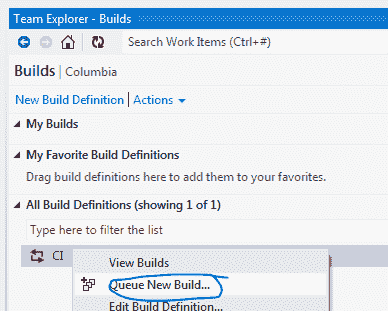 Team Explorer - Builds
Search Work Items (Ctrl+#)
Builds | Columbia
New Build Definition | Actions
My Builds
My Favorite Build Definitions
Drag build definitions here to add them to your favorites.
All Build Definitions (showing 1 of 1)
Type here to filter the list
CI
View Builds
Queue New Build...
Edit Build Definition...